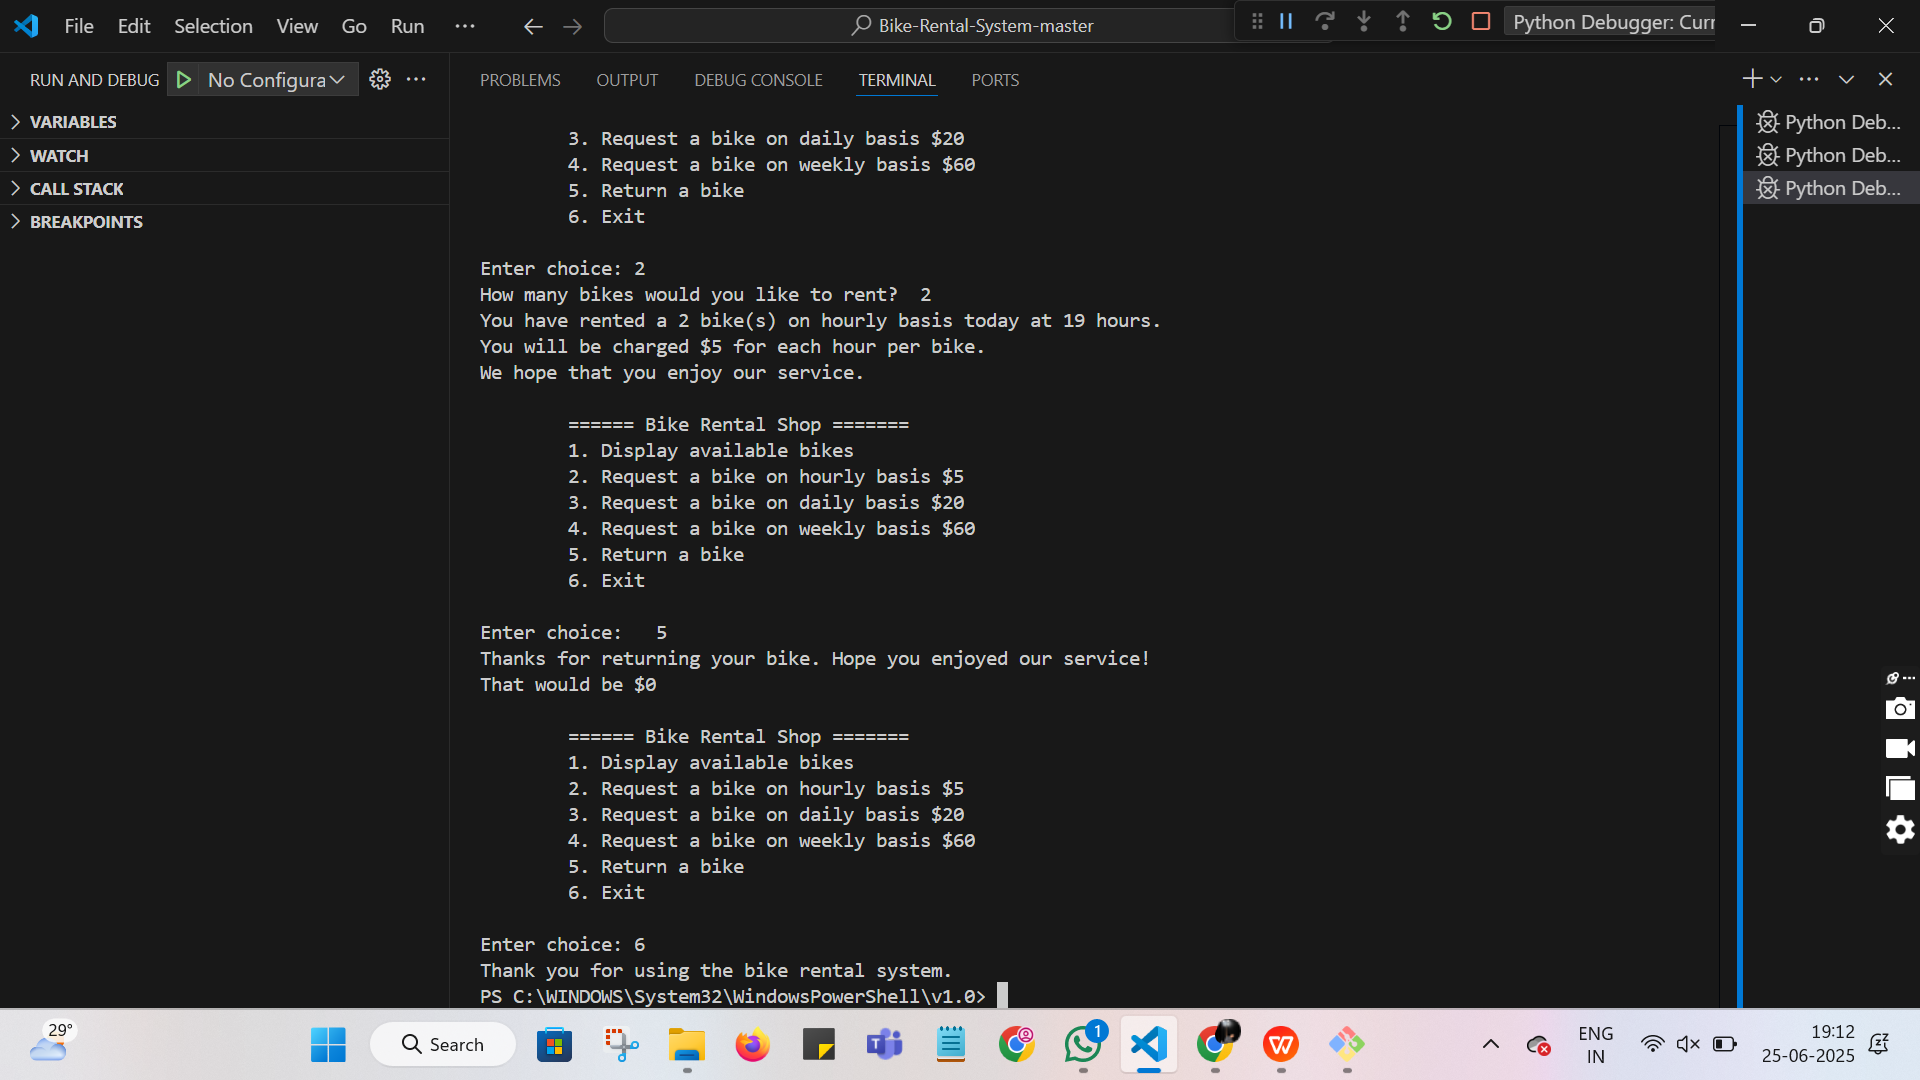 File Edit Selection View Go Run ···
Bike-Rental-System-master
Python Debugger: Curr
RUN AND DEBUG No Configura
PROBLEMS OUTPUT DEBUG CONSOLE TERMINAL PORTS
VARIABLES
WATCH
CALL STACK
BREAKPOINTS
3. Request a bike on daily basis $20
4. Request a bike on weekly basis $60
5. Return a bike
6. Exit
Enter choice: 2
How many bikes would you like to rent?  2
You have rented a 2 bike(s) on hourly basis today at 19 hours.
You will be charged $5 for each hour per bike.
We hope that you enjoy our service.
====== Bike Rental Shop =======
1. Display available bikes
2. Request a bike on hourly basis $5
3. Request a bike on daily basis $20
4. Request a bike on weekly basis $60
5. Return a bike
6. Exit
Enter choice:   5
Thanks for returning your bike. Hope you enjoyed our service!
That would be $0
====== Bike Rental Shop =======
1. Display available bikes
2. Request a bike on hourly basis $5
3. Request a bike on daily basis $20
4. Request a bike on weekly basis $60
5. Return a bike
6. Exit
Enter choice: 6
Thank you for using the bike rental system.
PS C:\WINDOWS\System32\WindowsPowerShell\v1.0>
Python Deb...
Python Deb...
Python Deb...
29°
Search
1
ENG
IN
19:12
25-06-2025